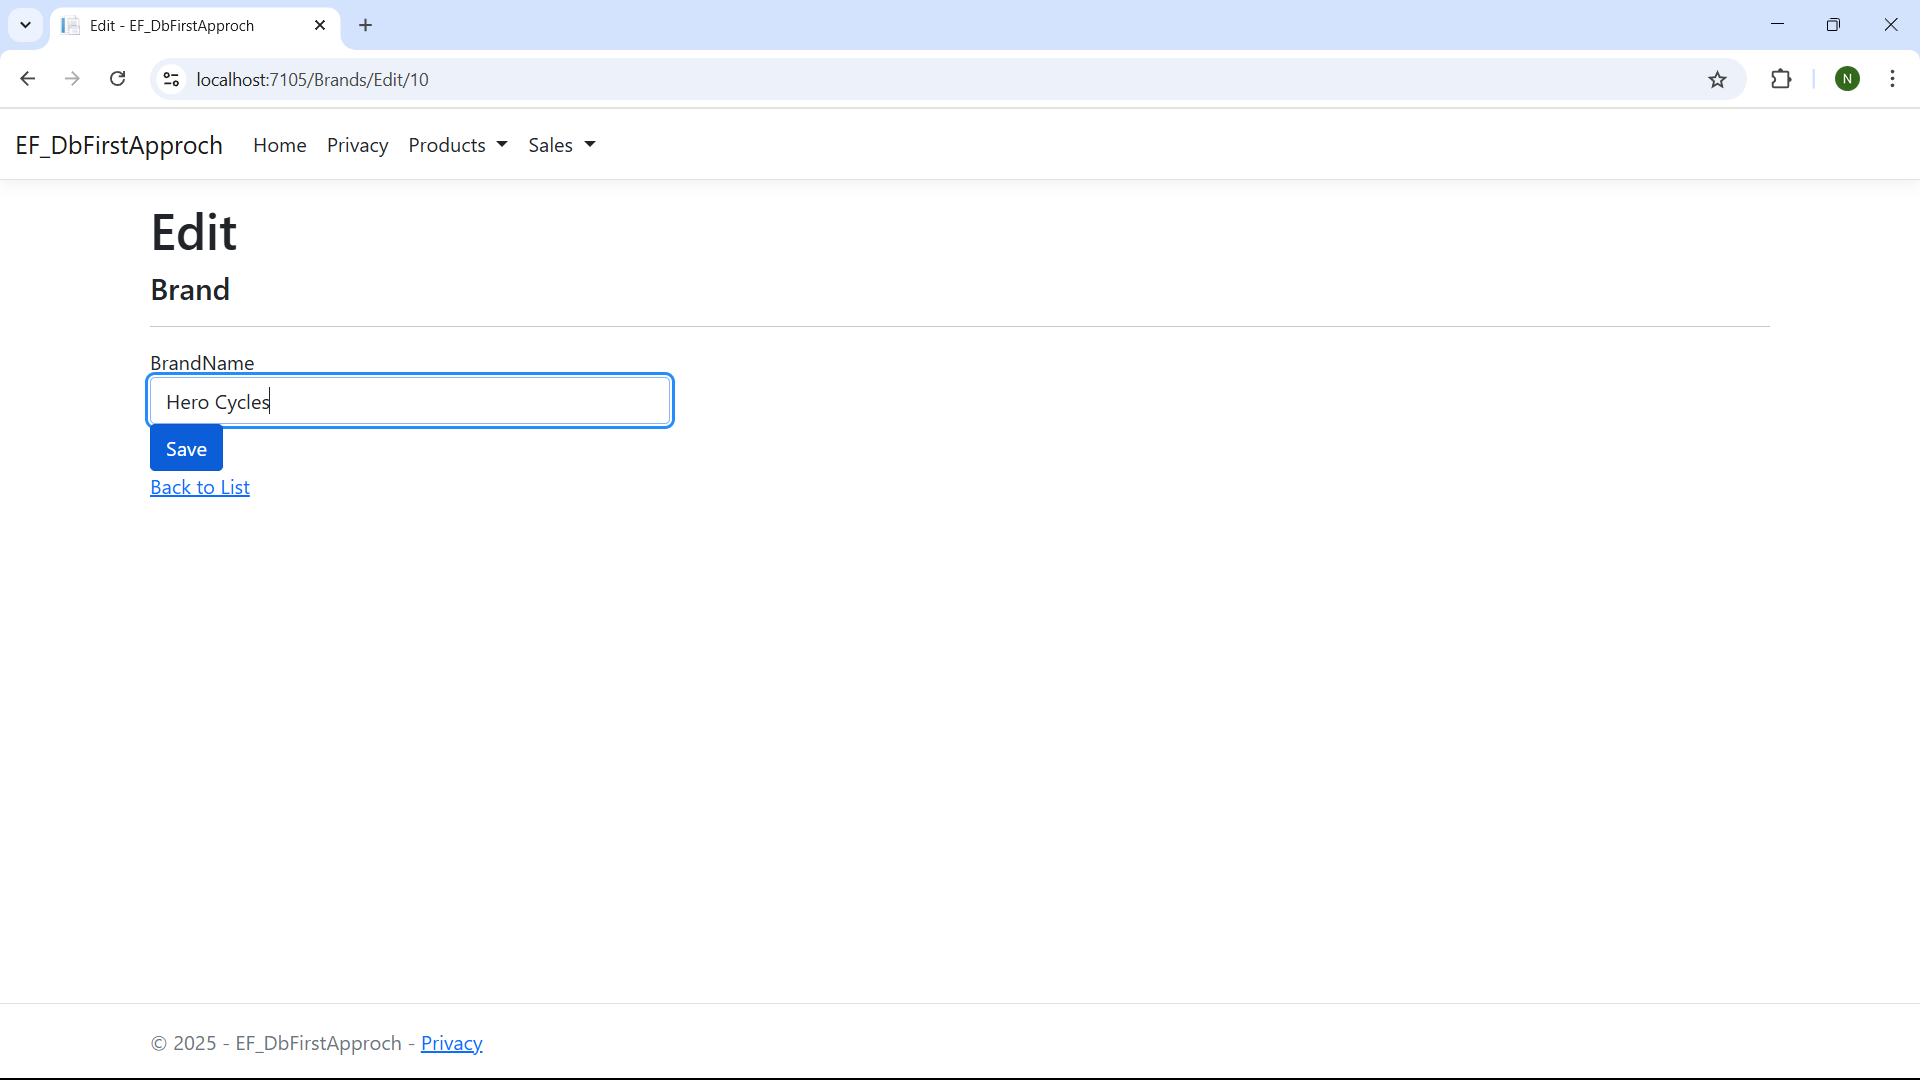 Edit - EF_DbFirstApproch
localhost:7105/Brands/Edit/10
N
EF_DbFirstApproch Home Privacy Products Sales
Edit
Brand
BrandName
Hero Cycles
Save
Back to List
© 2025 - EF_DbFirstApproch - Privacy